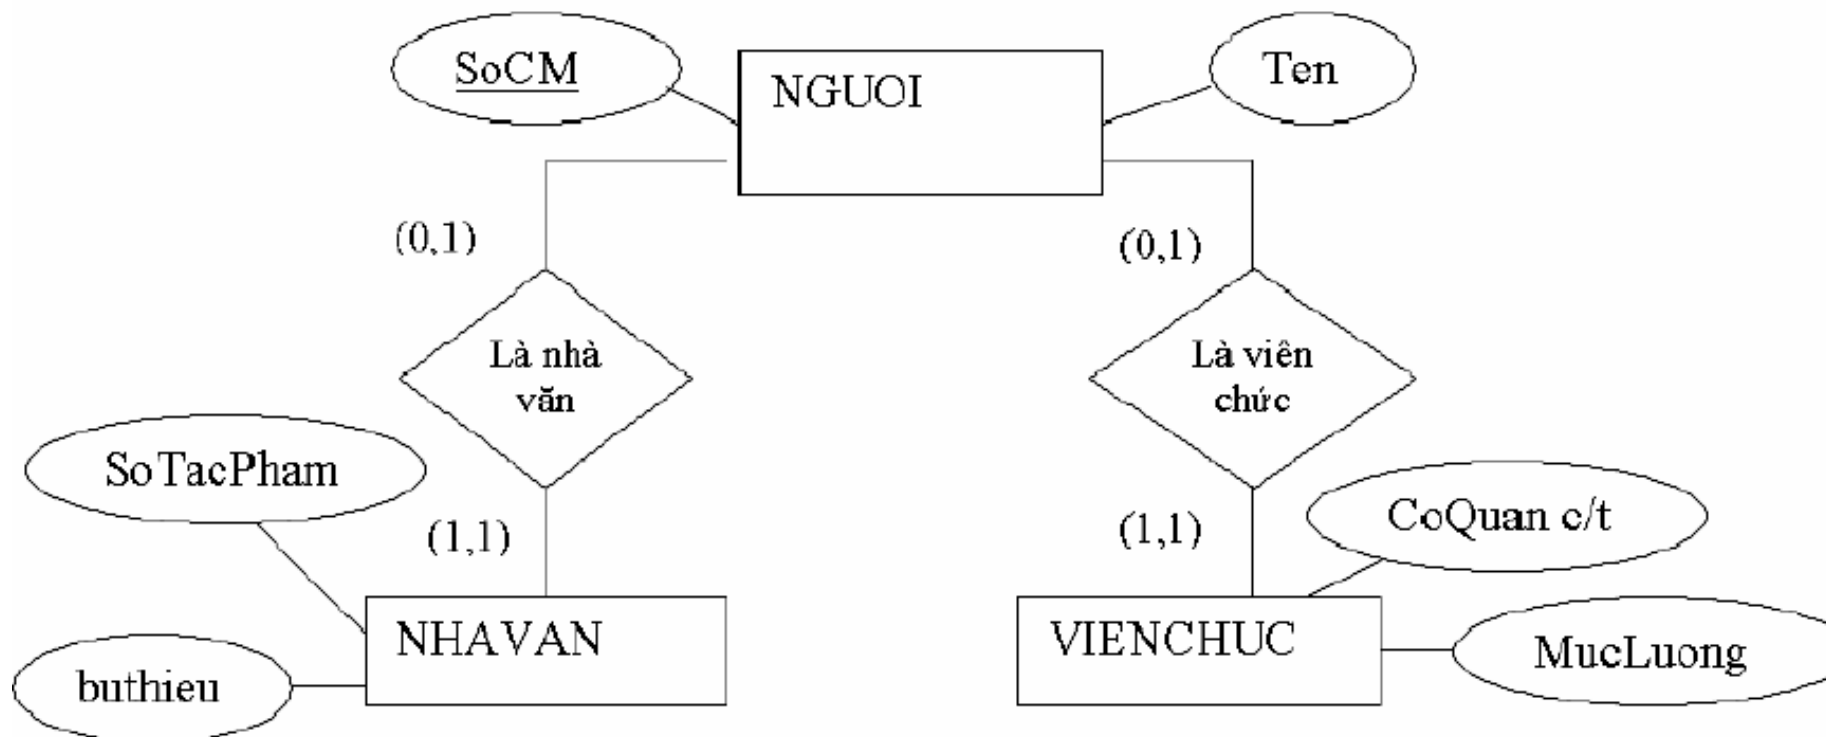 SoCM
NGUOI
Ten
(0,1)
(0,1)
Là nhà
văn
Là viên
chức
SoTacPham
(1,1)
(1,1)
CoQuan c/t
NHAVAN
VIENCHUC
MucLuong
buthieu